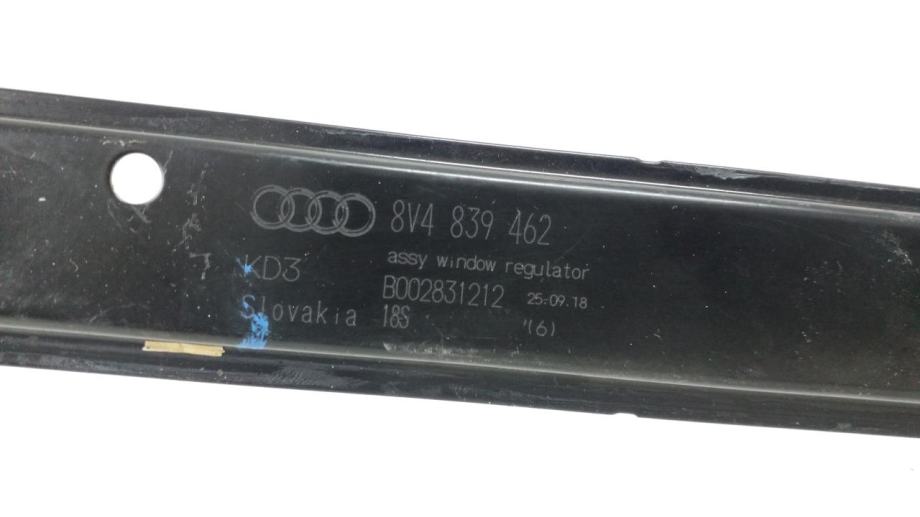 8V4 839 462
assy window regulator
KD3
B002831212 25-09.18
Slovakia 18S (6)